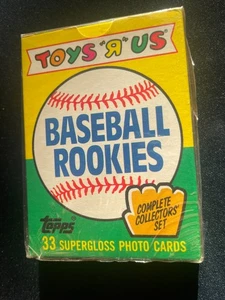 TOYS "Я" US
BASEBALL
ROOKIES
COMPLETE
COLLECTORS'
SET
Topps
33 SUPERGLOSS PHOTO CARDS